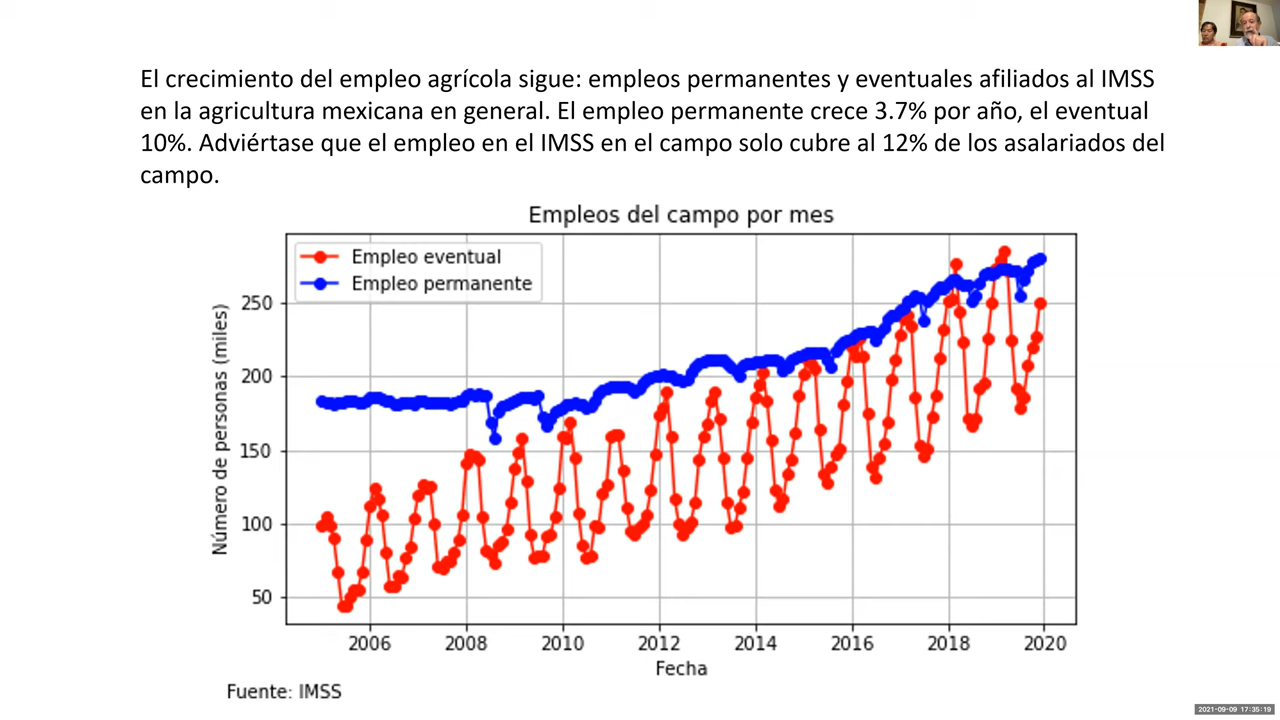 El crecimiento del empleo agrícola sigue: empleos permanentes y eventuales afiliados al IMSS
en la agricultura mexicana en general. El empleo permanente crece 3.7% por año, el eventual
10%. Adviértase que el empleo en el IMSS en el campo solo cubre al 12% de los asalariados del
campo.
Empleos del campo por mes
Empleo eventual
Empleo permanente
Número de personas (miles)
250
200
150
100
50
2006 2008 2010 2012 2014 2016 2018 2020
Fecha
Fuente: IMSS
2021-09-09 17:35:19